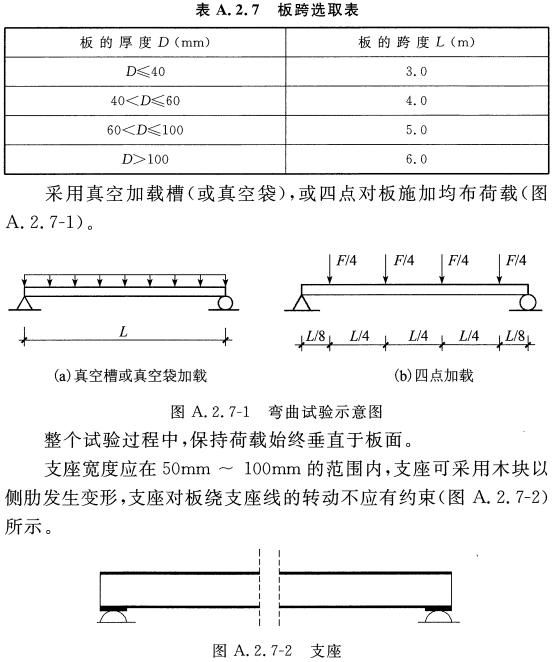 表 A.2.7 板跨选取表
板的厚度 D(mm) 板的跨度 L(m)
D≤40 3.0
40<D≤60 4.0
60<D≤100 5.0
D>100 6.0
采用真空加载槽(或真空袋),或四点对板施加均布荷载(图
A.2.7-1)。
F/4 F/4 F/4 F/4
L
L/8 L/4 L/4 L/4 L/8
(a)真空槽或真空袋加载 (b)四点加载
图 A.2.7-1 弯曲试验示意图
整个试验过程中,保持荷载始终垂直于板面。
支座宽度应在 50mm ~ 100mm 的范围内,支座可采用木块以
侧肋发生变形,支座对板绕支座线的转动不应有约束(图 A.2.7-2)
所示。
图 A.2.7-2 支座